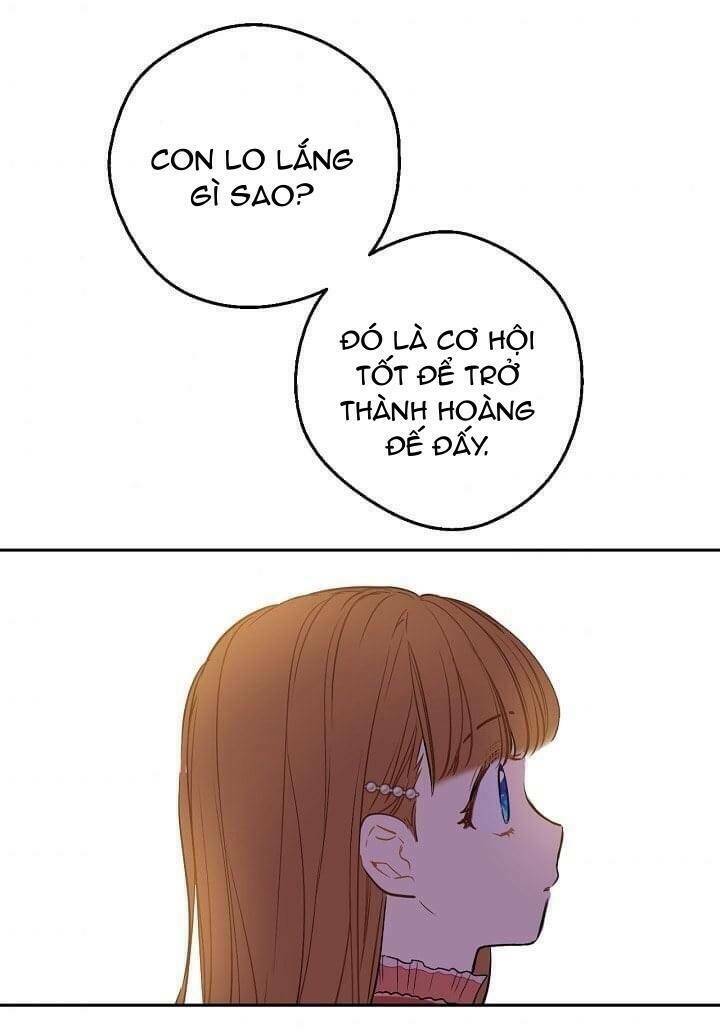 CON LO LẮNG
GÌ SAO?
ĐÓ LÀ CƠ HỘI
TỐT ĐỂ TRỞ
THÀNH HOÀNG
ĐẾ ĐẤY.